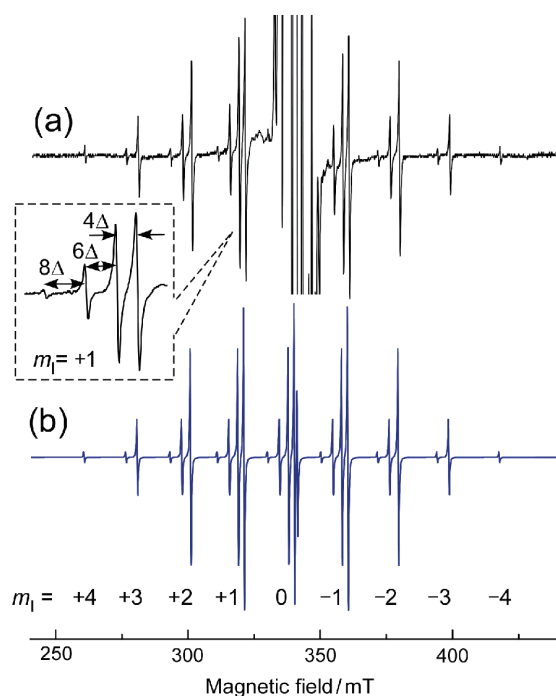 (a)
4Δ
6Δ
8Δ
mI = +1
(b)
mI = +4 +3 +2 +1 0 −1 −2 −3 −4
250 300 350 400
Magnetic field/mT